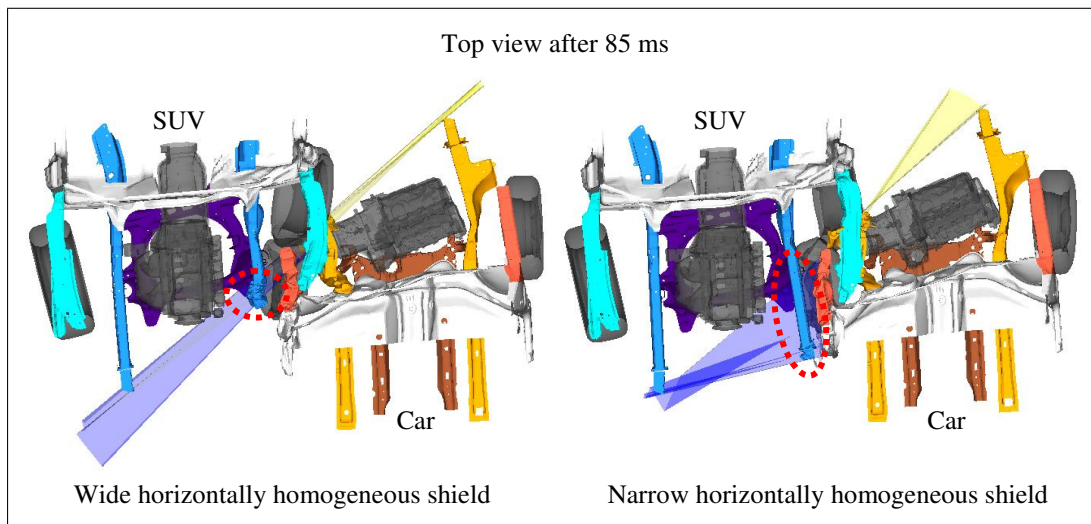 Top view after 85 ms
SUV
SUV
Car
Car
Wide horizontally homogeneous shield
Narrow horizontally homogeneous shield